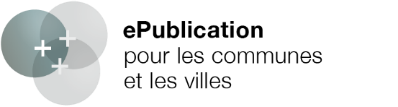 ePublication
pour les communes
et les villes